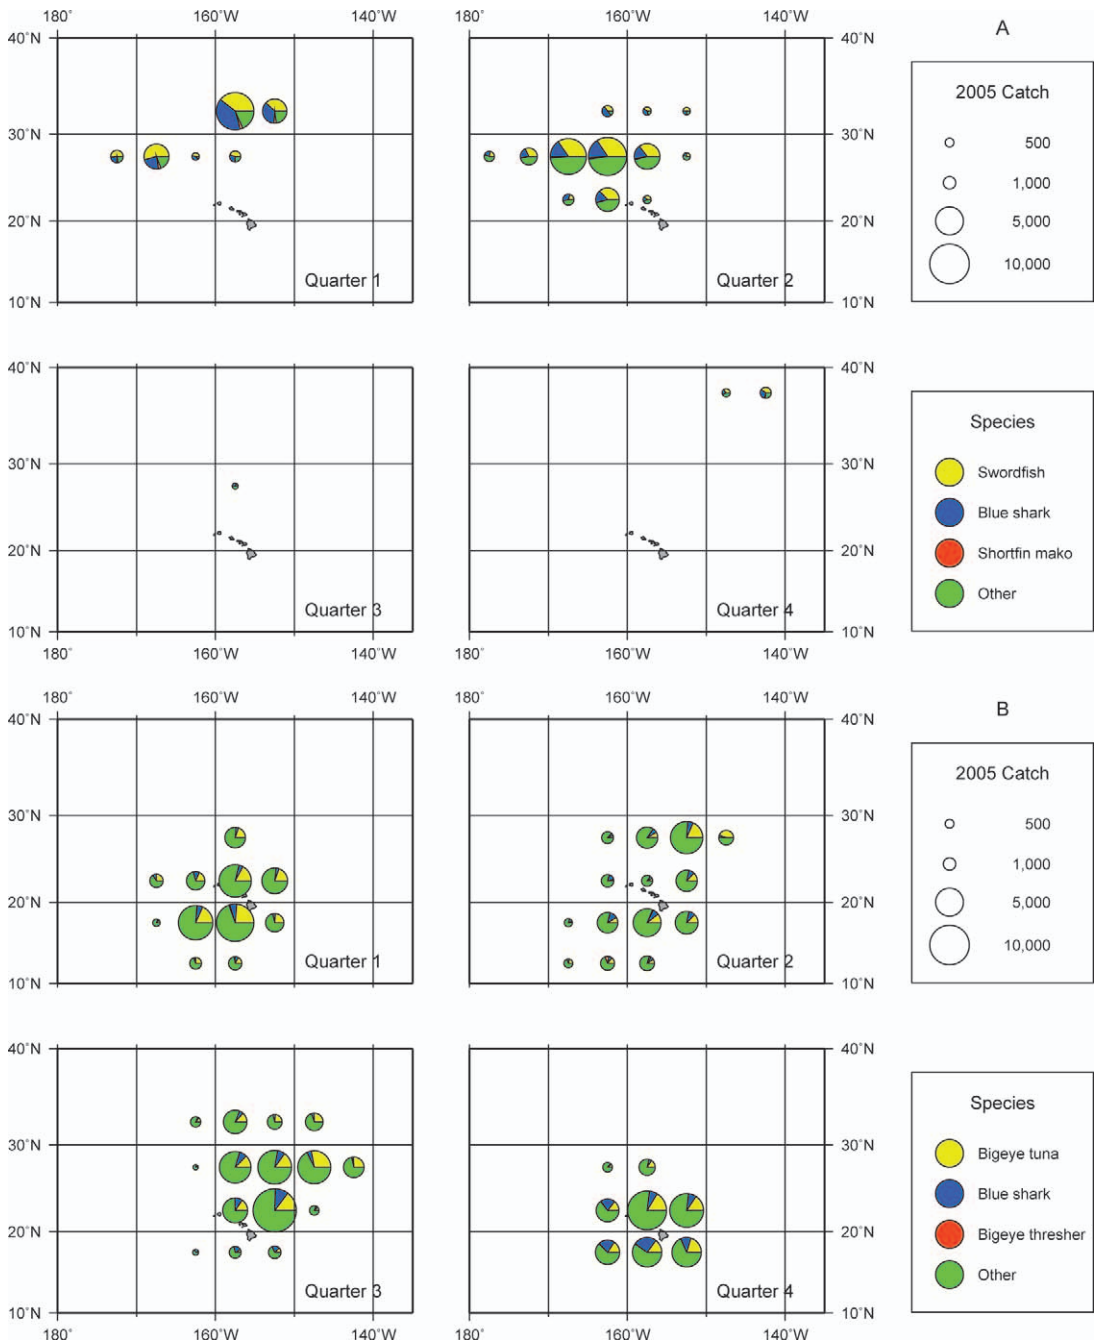 180° 160°W 140°W 180° 160°W 140°W
A
40°N 40°N
2005 Catch
500
30°N 30°N
1,000
20°N 20°N
5,000
10,000
Quarter 1 Quarter 2
10°N 10°N
40°N 40°N
Species
30°N 30°N
Swordfish
Blue shark
20°N 20°N
Shortfin mako
Other
Quarter 3 Quarter 4
10°N 10°N
180° 160°W 140°W 180° 160°W 140°W
180° 160°W 140°W 180° 160°W 140°W
B
40°N 40°N
2005 Catch
30°N 30°N
500
1,000
20°N 20°N
5,000
10,000
Quarter 1 Quarter 2
10°N 10°N
40°N 40°N
Species
30°N 30°N
Bigeye tuna
Blue shark
20°N 20°N
Bigeye thresher
Other
Quarter 3 Quarter 4
10°N 10°N
180° 160°W 140°W 180° 160°W 140°W